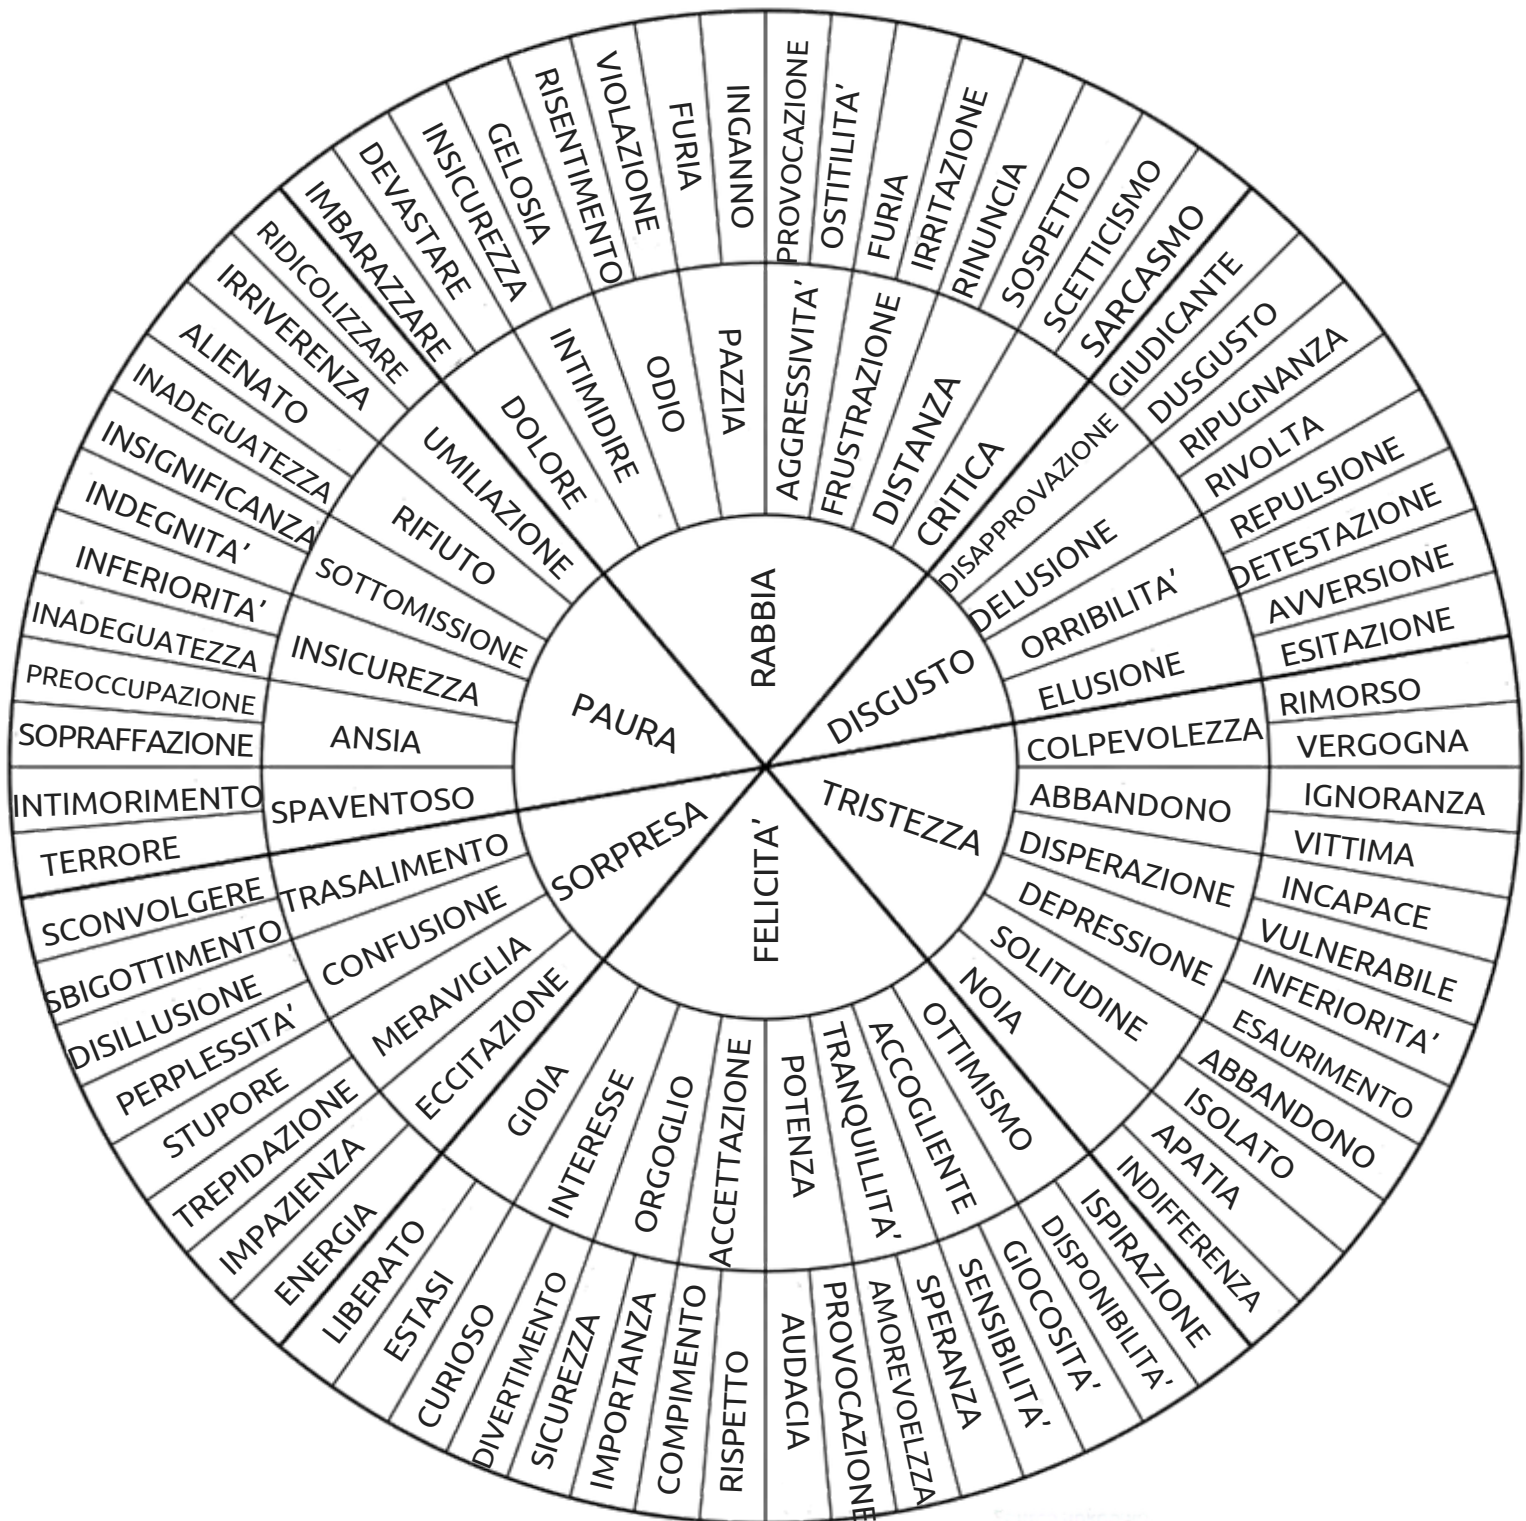 RABBIA
DISGUSTO
TRISTEZZA
FELICITA’
SORPRESA
PAURA
AGGRESSIVITA’
FRUSTRAZIONE
DISTANZA
CRITICA
DISAPPROVAZIONE
DELUSIONE
ORRIBILITA’
ELUSIONE
COLPEVOLEZZA
ABBANDONO
DISPERAZIONE
DEPRESSIONE
SOLITUDINE
NOIA
OTTIMISMO
ACCOGLIENTE
TRANQUILLITA’
POTENZA
ACCETTAZIONE
ORGOGLIO
INTERESSE
GIOIA
ECCITAZIONE
MERAVIGLIA
CONFUSIONE
TRASALIMENTO
SPAVENTOSO
ANSIA
INSICUREZZA
SOTTOMISSIONE
RIFIUTO
UMILIAZIONE
DOLORE
INTIMIDIRE
ODIO
PAZZIA
PROVOCAZIONE
OSTITILITA’
FURIA
IRRITAZIONE
RINUNCIA
SOSPETTO
SCETTICISMO
SARCASMO
GIUDICANTE
DUSGUSTO
RIPUGNANZA
RIVOLTA
REPULSIONE
DETESTAZIONE
AVVERSIONE
ESITAZIONE
RIMORSO
VERGOGNA
IGNORANZA
VITTIMA
INCAPACE
VULNERABILE
INFERIORITA’
ESAURIMENTO
ABBANDONO
ISOLATO
APATIA
INDIFFERENZA
ISPIRAZIONE
DISPONIBILITA’
GIOCOSITA’
SENSIBILITA’
SPERANZA
AMOREVOELZZA
PROVOCAZIONE
AUDACIA
RISPETTO
COMPIMENTO
IMPORTANZA
SICUREZZA
DIVERTIMENTO
CURIOSO
ESTASI
LIBERATO
ENERGIA
IMPAZIENZA
TREPIDAZIONE
STUPORE
PERPLESSITA’
DISILLUSIONE
SBIGOTTIMENTO
SCONVOLGERE
TERRORE
INTIMORIMENTO
SOPRAFFAZIONE
PREOCCUPAZIONE
INADEGUATEZZA
INFERIORITA’
INDEGNITA’
INSIGNIFICANZA
INADEGUATEZZA
ALIENATO
IRRIVERENZA
RIDICOLIZZARE
IMBARAZZARE
DEVASTARE
INSICUREZZA
GELOSIA
RISENTIMENTO
VIOLAZIONE
FURIA
INGANNO